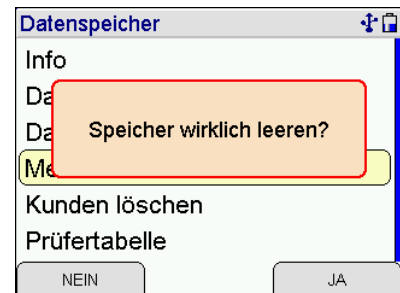 Datenspeicher
Info
Da
Da
Speicher wirklich leeren?
Me
Kunden löschen
Prüfertabelle
NEIN
JA